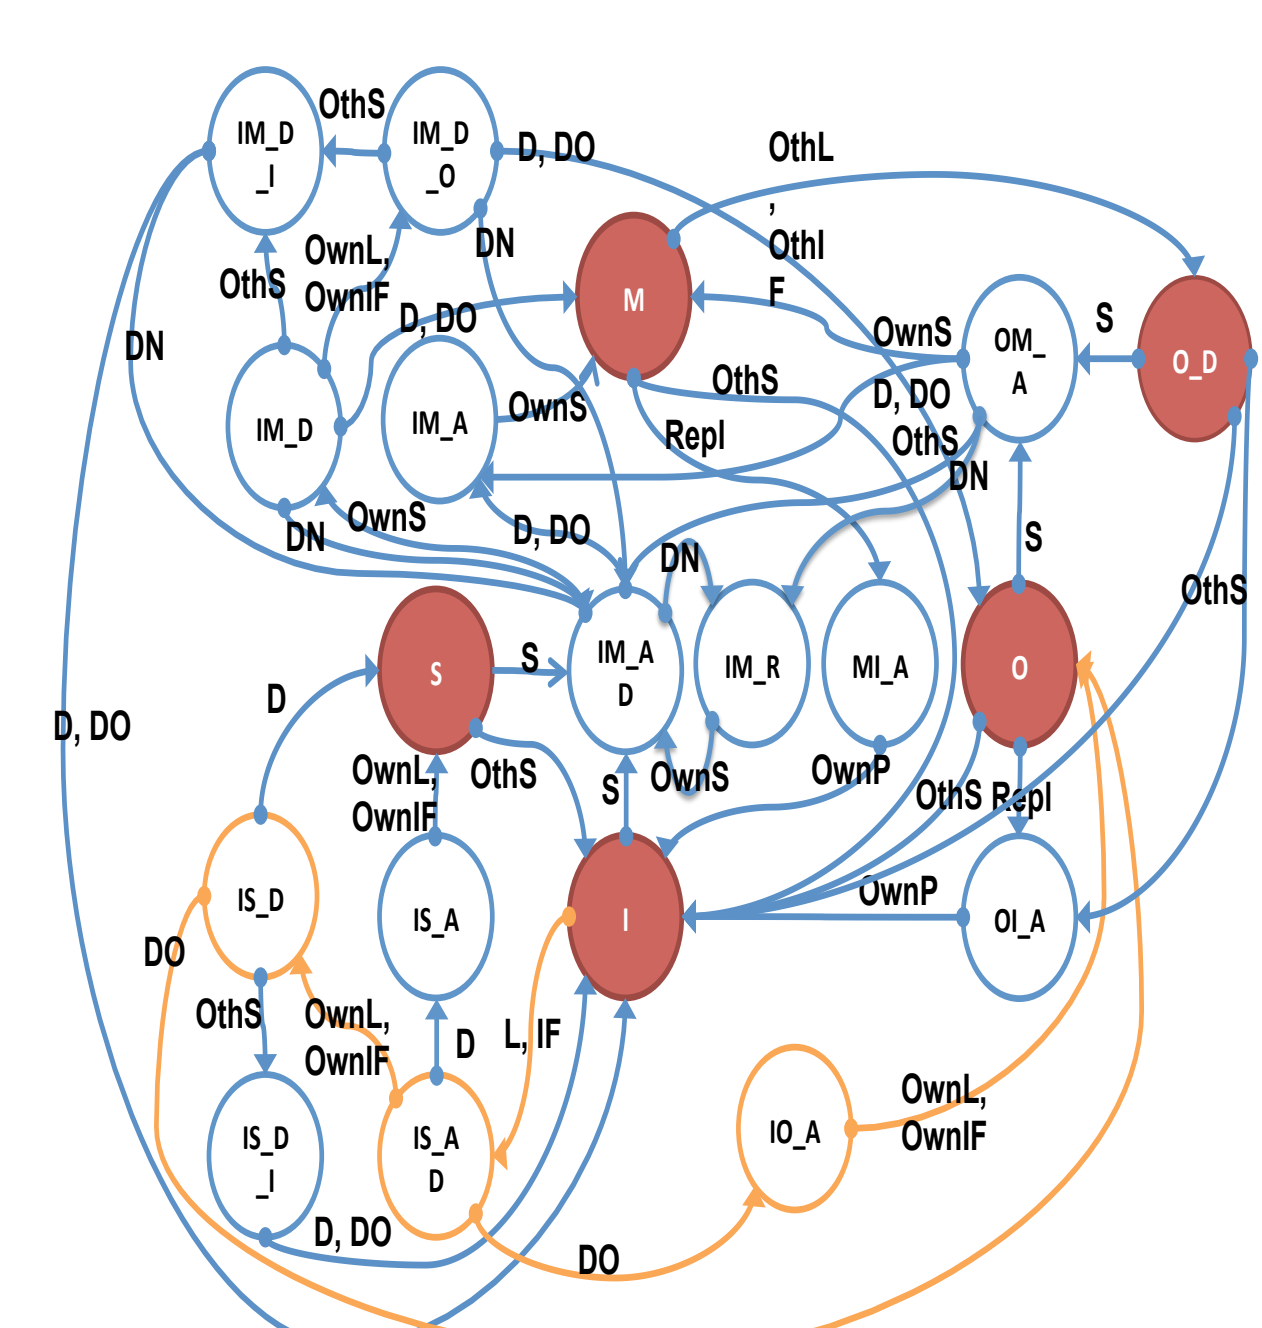 OthS
IM_D
_I
IM_D
_O
D, DO
OthL
,
OthI
F
OwnL,
OwnIF
DN
OthS
M
D, DO
OwnS
S
OM_
A
O_D
DN
OthS
D, DO
IM_D
IM_A
OwnS
Repl
OthS
DN
OwnS
D, DO
DN
DN
S
OthS
S
S
IM_A
D
IM_R
MI_A
O
D
D, DO
OwnL,
OwnIF
OthS
S
OwnS
OwnP
OthS
Repl
IS_D
IS_A
I
OwnP
OI_A
DO
OthS
OwnL,
OwnIF
D
L, IF
IS_D
_I
IS_A
D
IO_A
OwnL,
OwnIF
D, DO
DO